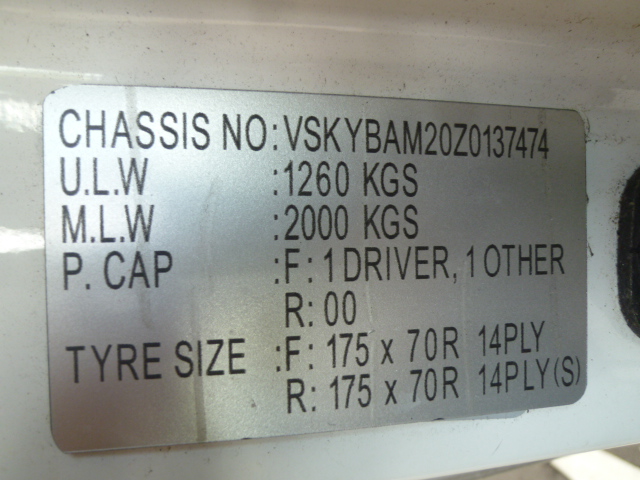 CHASSIS NO:VSKYBAM20Z0137474
U.L.W :1260 KGS
M.L.W :2000 KGS
P. CAP :F: 1 DRIVER, 1 OTHER
R: 00
TYRE SIZE :F: 175 x 70R 14PLY
R: 175 x 70R 14PLY(S)